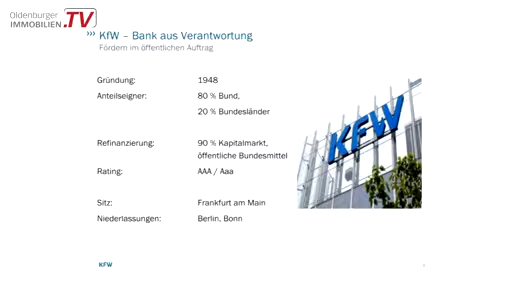 Oldenburger
IMMOBILIEN.TV
››› KfW – Bank aus Verantwortung
Fördern im öffentlichen Auftrag
Gründung: 1948
Anteilseigner: 80 % Bund,
20 % Bundesländer
Refinanzierung: 90 % Kapitalmarkt,
öffentliche Bundesmittel
Rating: AAA / Aaa
Sitz: Frankfurt am Main
Niederlassungen: Berlin, Bonn
KFW
KFW